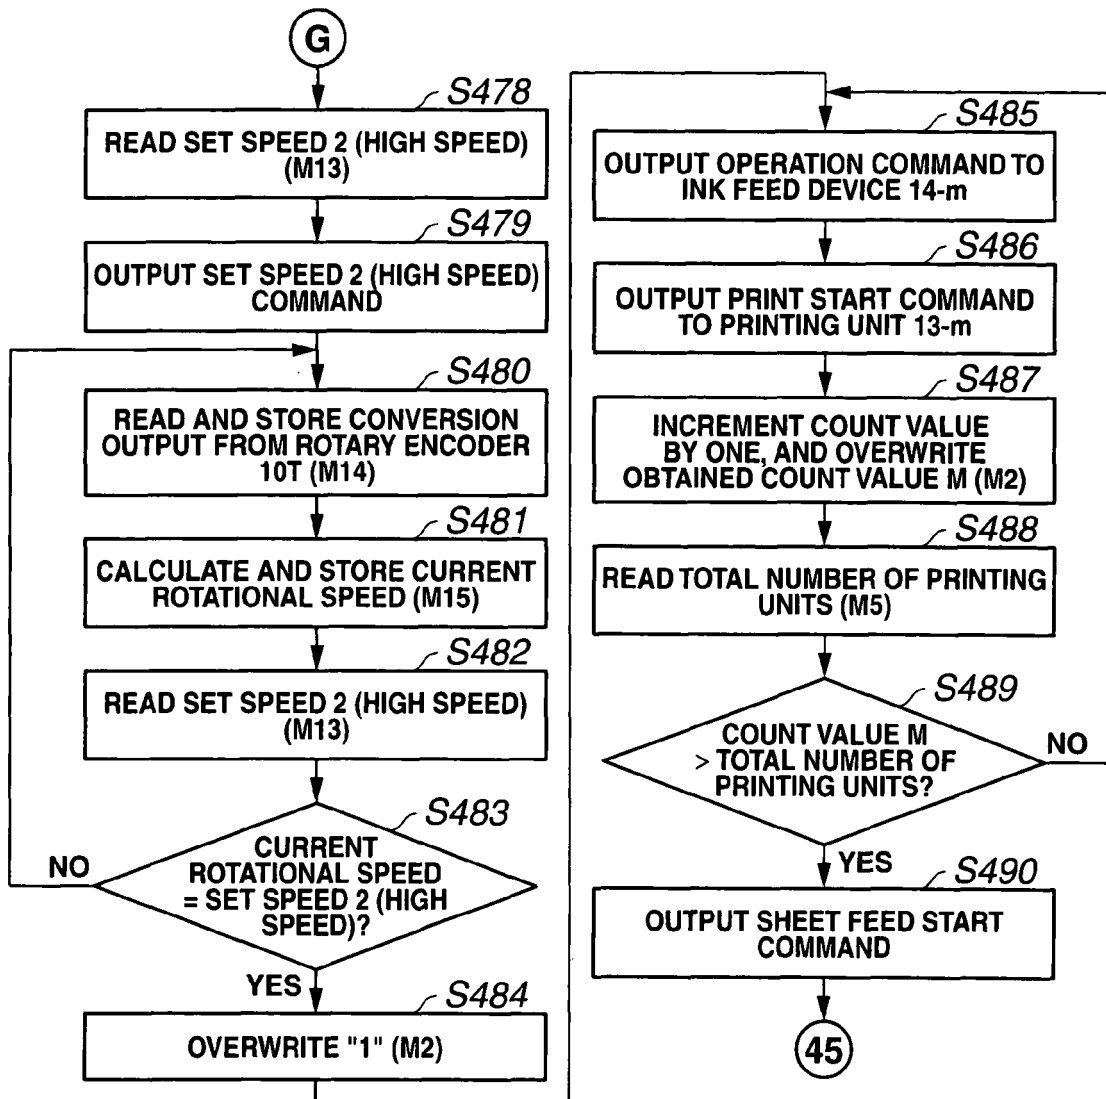 G
S478
READ SET SPEED 2 (HIGH SPEED)
(M13)
S479
OUTPUT SET SPEED 2 (HIGH SPEED)
COMMAND
S480
READ AND STORE CONVERSION
OUTPUT FROM ROTARY ENCODER
10T (M14)
S481
CALCULATE AND STORE CURRENT
ROTATIONAL SPEED (M15)
S482
READ SET SPEED 2 (HIGH SPEED)
(M13)
S483
CURRENT
ROTATIONAL SPEED
= SET SPEED 2 (HIGH
SPEED)?
NO
YES
S484
OVERWRITE "1" (M2)
S485
OUTPUT OPERATION COMMAND TO
INK FEED DEVICE 14-m
S486
OUTPUT PRINT START COMMAND
TO PRINTING UNIT 13-m
S487
INCREMENT COUNT VALUE
BY ONE, AND OVERWRITE
OBTAINED COUNT VALUE M (M2)
S488
READ TOTAL NUMBER OF PRINTING
UNITS (M5)
S489
COUNT VALUE M
> TOTAL NUMBER OF
PRINTING UNITS?
NO
YES
S490
OUTPUT SHEET FEED START
COMMAND
45